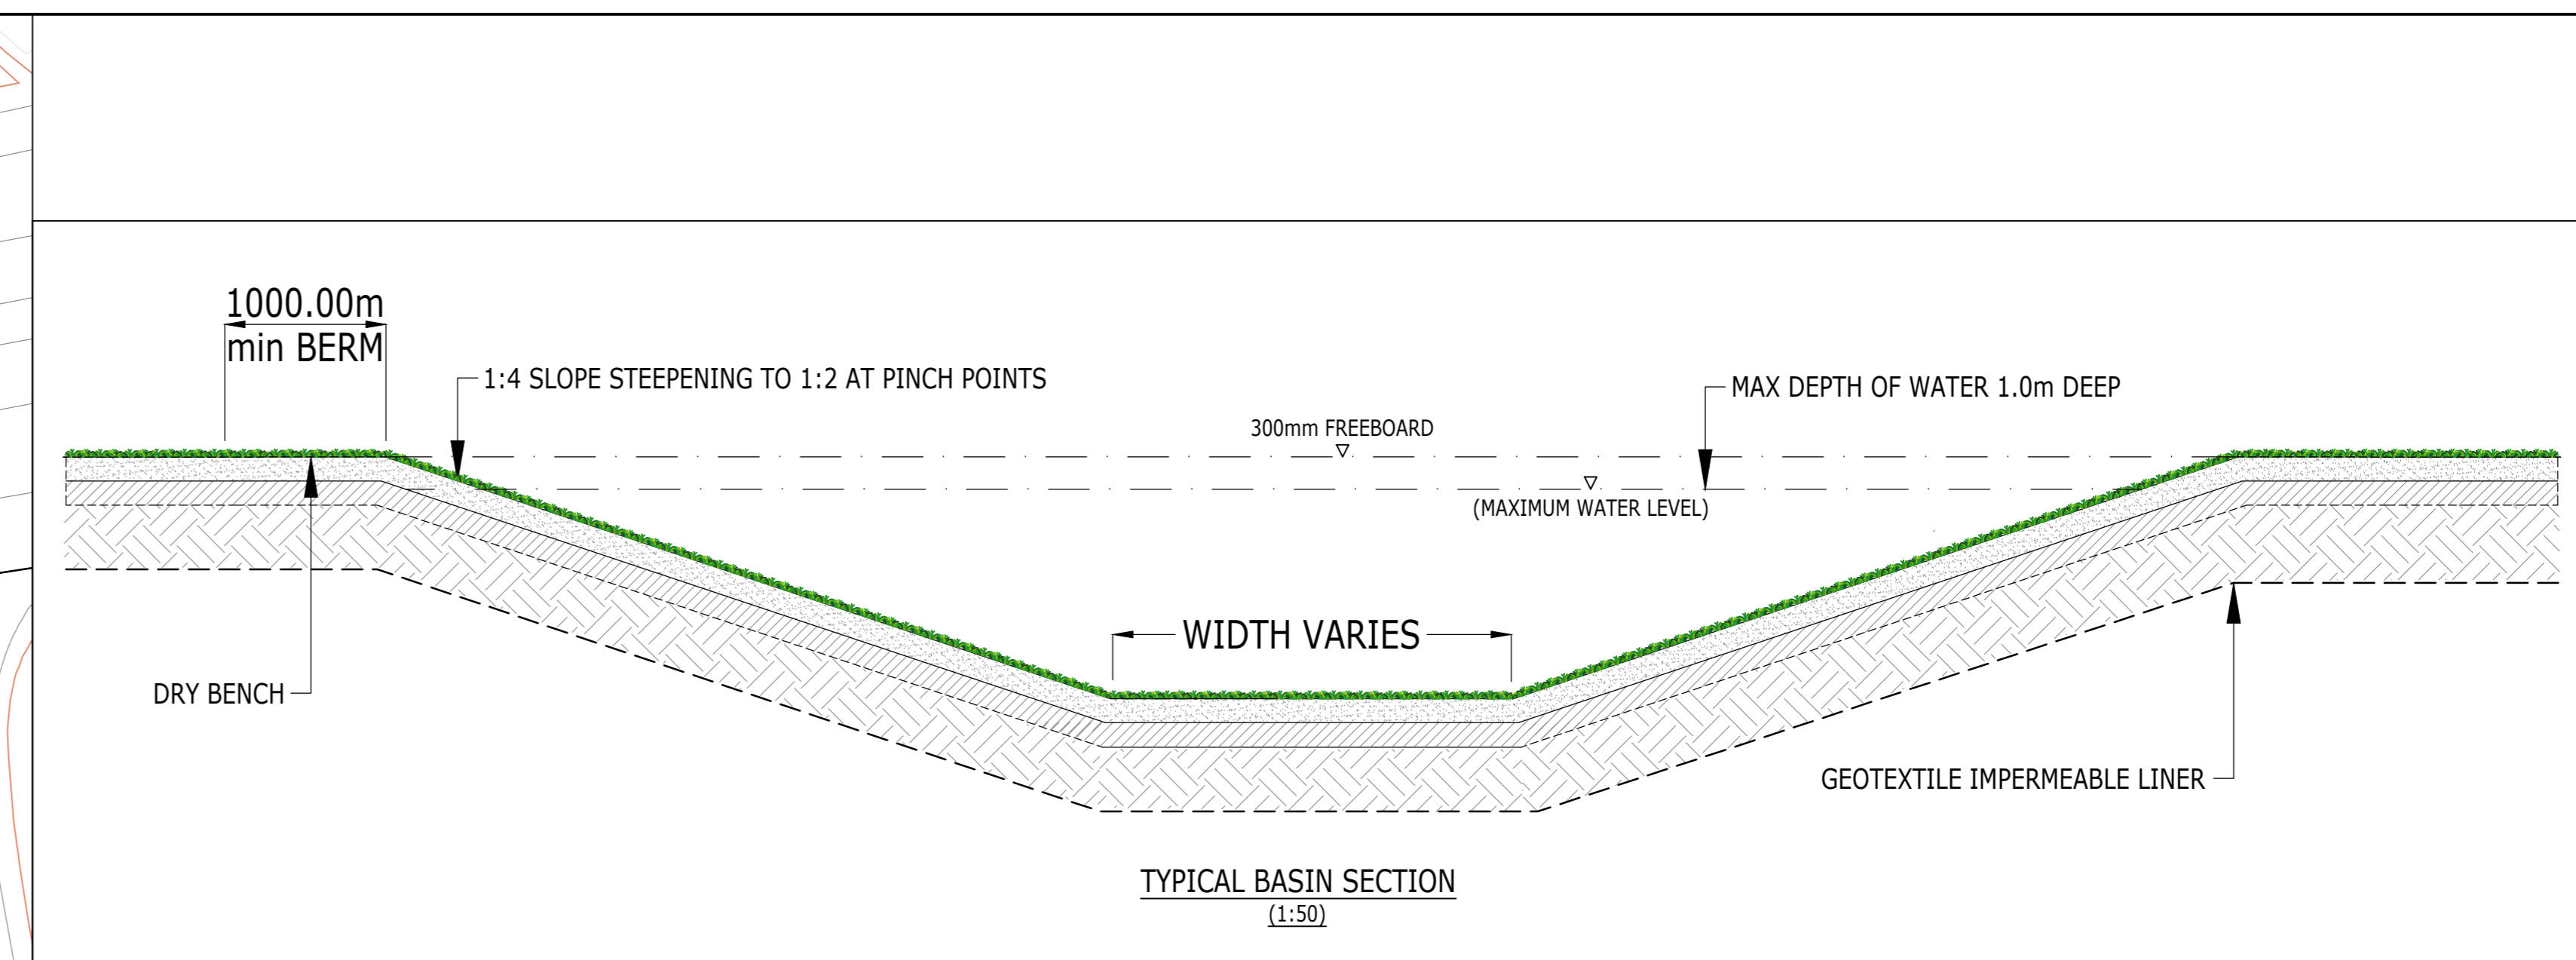 1000.00m
min BERM
1:4 SLOPE STEEPENING TO 1:2 AT PINCH POINTS
MAX DEPTH OF WATER 1.0m DEEP
300mm FREEBOARD
(MAXIMUM WATER LEVEL)
WIDTH VARIES
DRY BENCH
GEOTEXTILE IMPERMEABLE LINER
TYPICAL BASIN SECTION
(1:50)